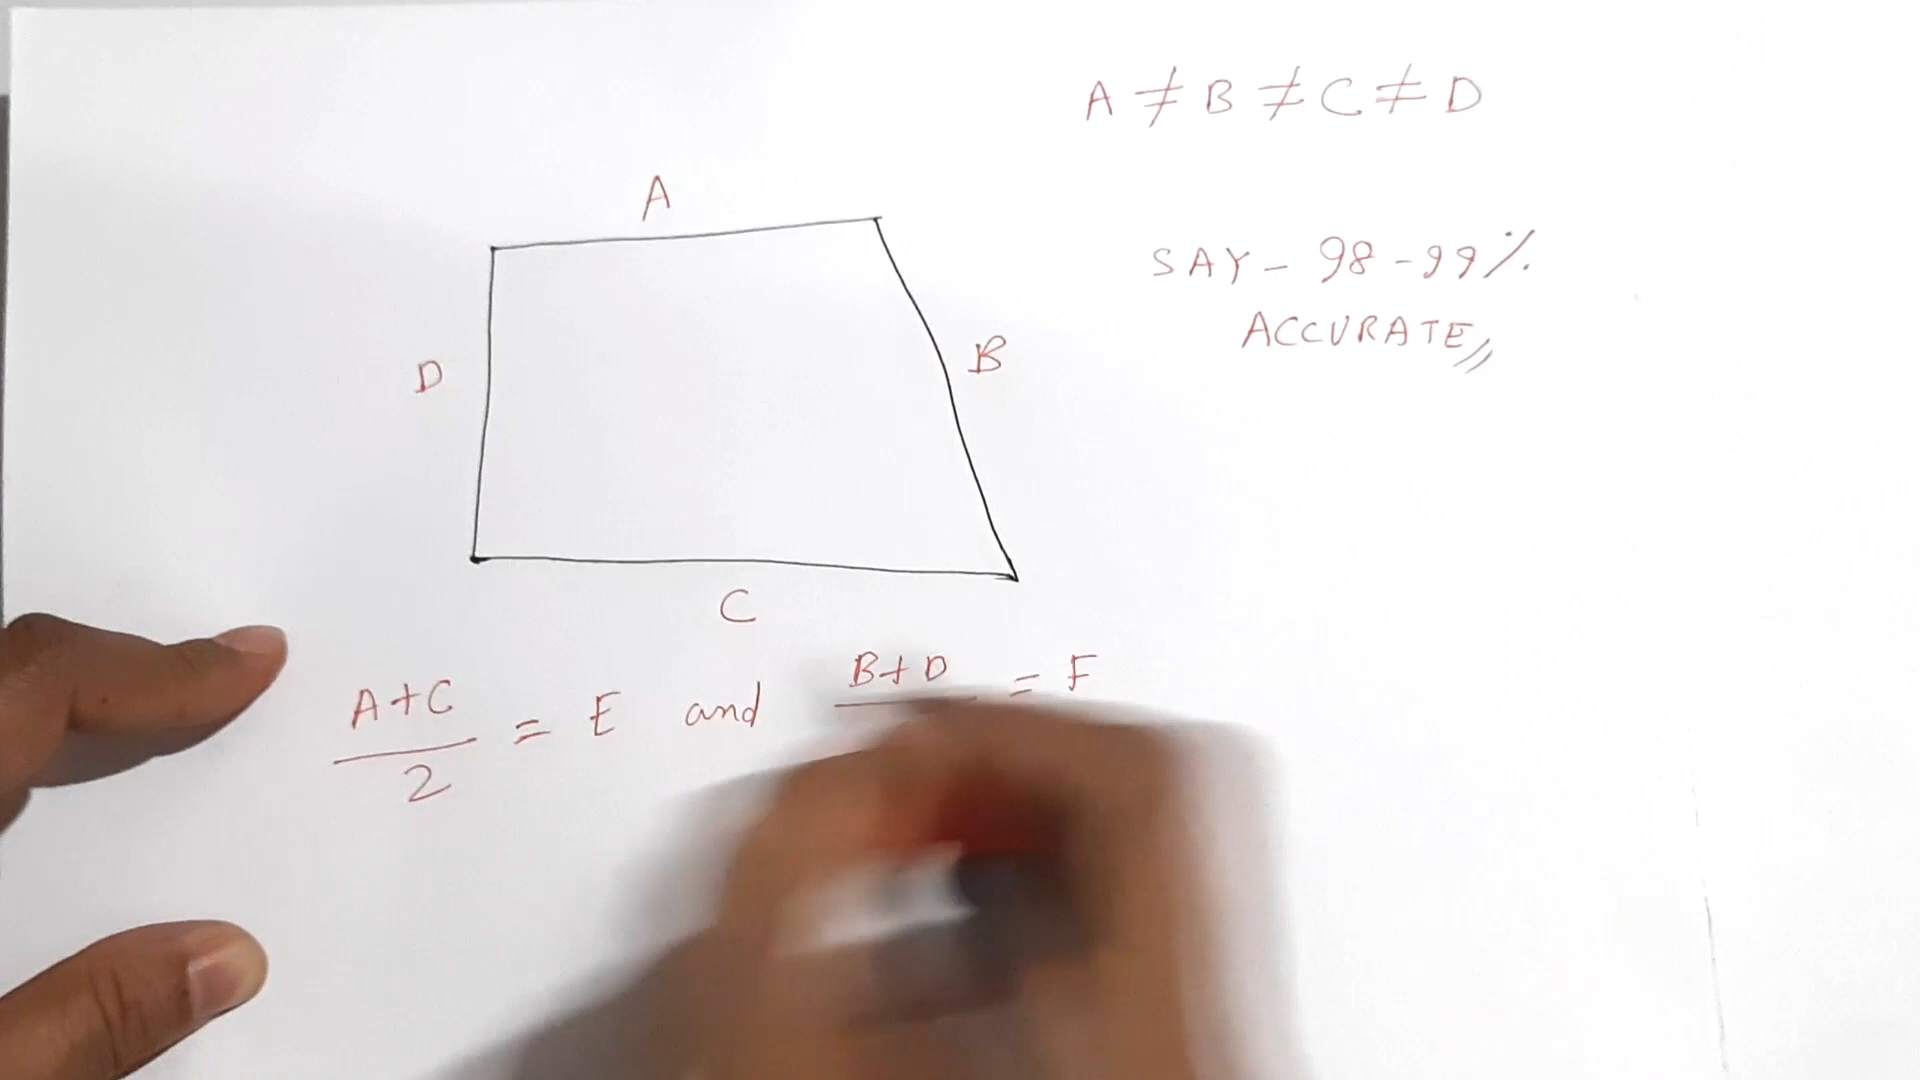 A ≠ B ≠ C ≠ D
A
SAY - 98 - 99%
ACCURATE
D
B
C
A+C
2
= E and
B+D
= F